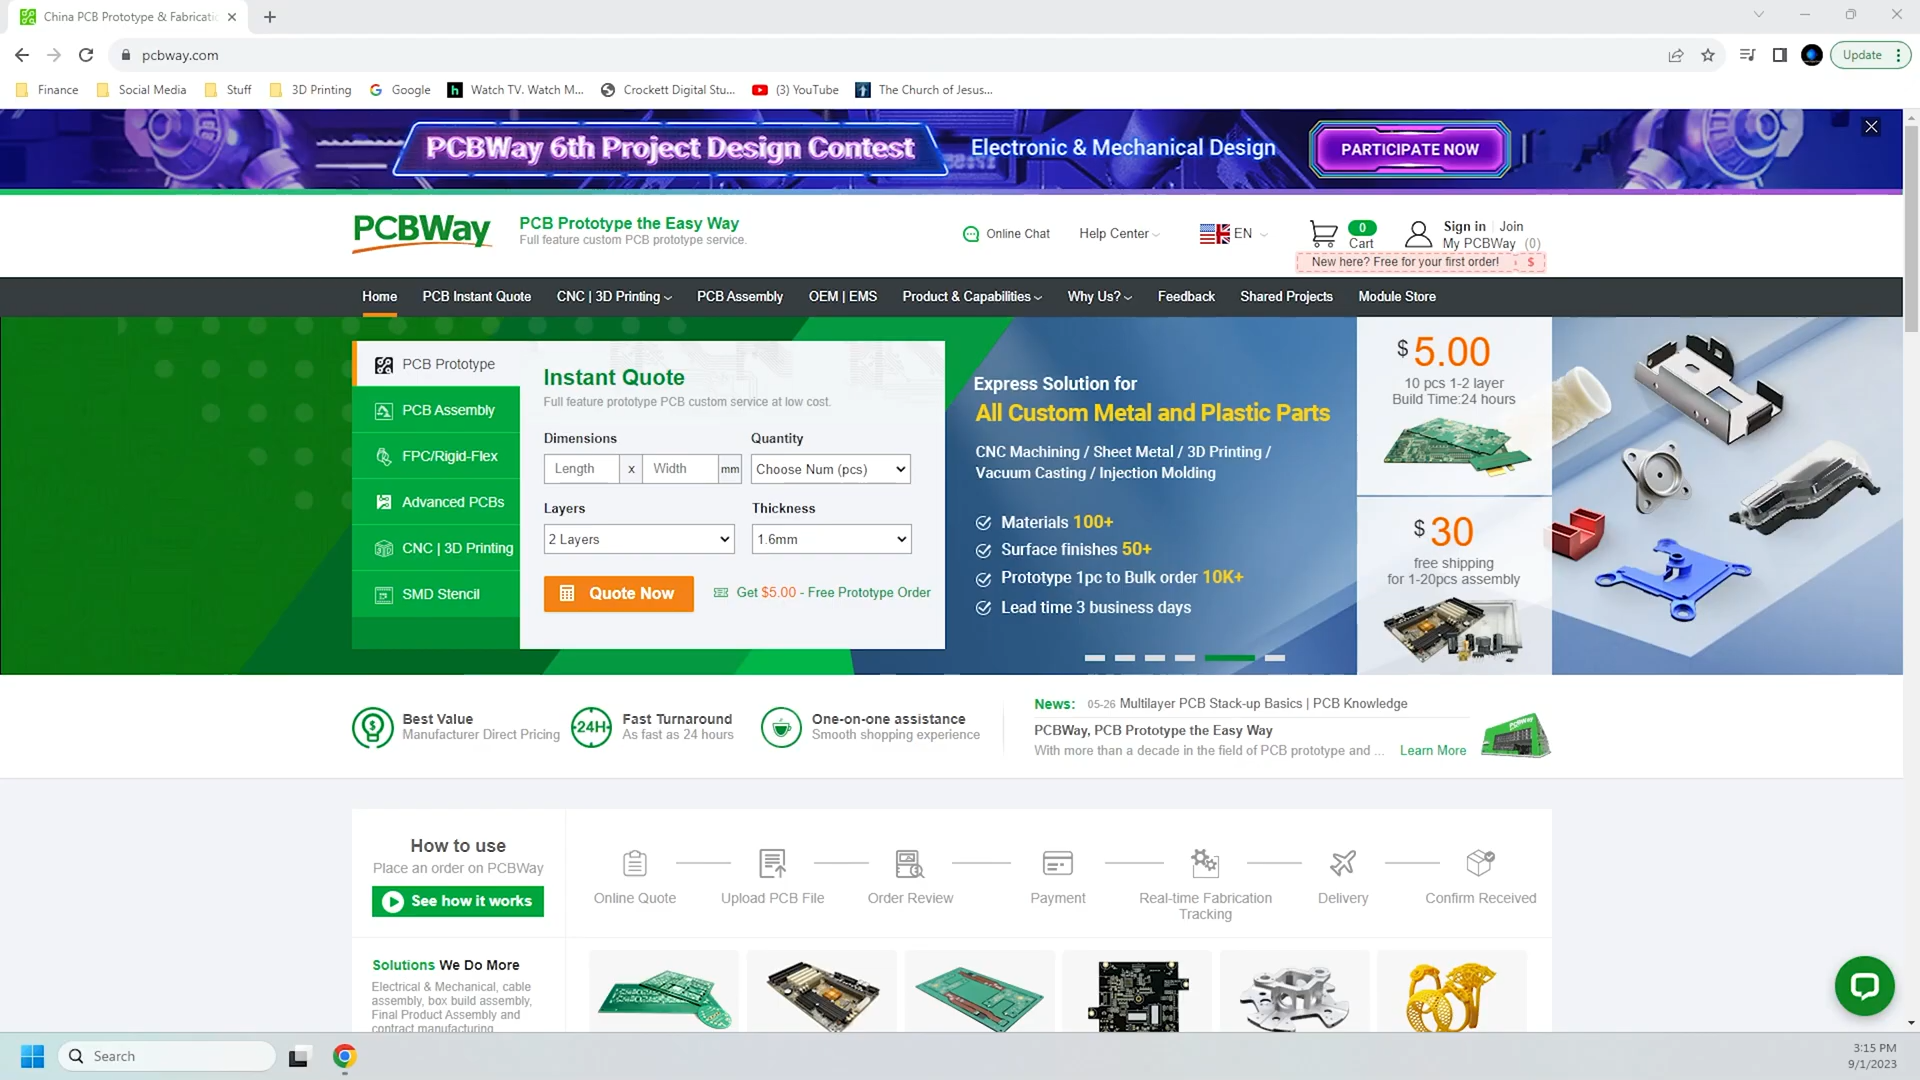 China PCB Prototype & Fabricatio
pcbway.com
Update
Finance
Social Media
Stuff
3D Printing
Google
Watch TV. Watch M...
Crockett Digital Stu...
(3) YouTube
The Church of Jesus...
PCBWay 6th Project Design Contest
Electronic & Mechanical Design
PARTICIPATE NOW
PCBWay
PCB Prototype the Easy Way
Full feature custom PCB prototype service.
Online Chat
Help Center
EN
0
Cart
Sign in
Join
My PCBWay (0)
New here? Free for your first order! $
Home
PCB Instant Quote
CNC | 3D Printing
PCB Assembly
OEM | EMS
Product & Capabilities
Why Us?
Feedback
Shared Projects
Module Store
PCB Prototype
PCB Assembly
FPC/Rigid-Flex
Advanced PCBs
CNC | 3D Printing
SMD Stencil
Instant Quote
Full feature prototype PCB custom service at low cost.
Dimensions
Quantity
Length x Width mm
Choose Num (pcs)
Layers
Thickness
2 Layers
1.6mm
Quote Now
Get $5.00 - Free Prototype Order
Express Solution for
All Custom Metal and Plastic Parts
CNC Machining / Sheet Metal / 3D Printing /
Vacuum Casting / Injection Molding
Materials 100+
Surface finishes 50+
Prototype 1pc to Bulk order 10K+
Lead time 3 business days
$ 5.00
10 pcs 1-2 layer
Build Time:24 hours
$ 30
free shipping
for 1-20pcs assembly
Best Value
Manufacturer Direct Pricing
24H
Fast Turnaround
As fast as 24 hours
One-on-one assistance
Smooth shopping experience
News: 05-26 Multilayer PCB Stack-up Basics | PCB Knowledge
PCBWay, PCB Prototype the Easy Way
With more than a decade in the field of PCB prototype and ... Learn More
How to use
Place an order on PCBWay
See how it works
Online Quote
Upload PCB File
Order Review
Payment
Real-time Fabrication
Tracking
Delivery
Confirm Received
Solutions We Do More
Electrical & Mechanical, cable
assembly, box build assembly,
Final Product Assembly and
contract manufacturing
Search
3:15 PM
9/1/2023